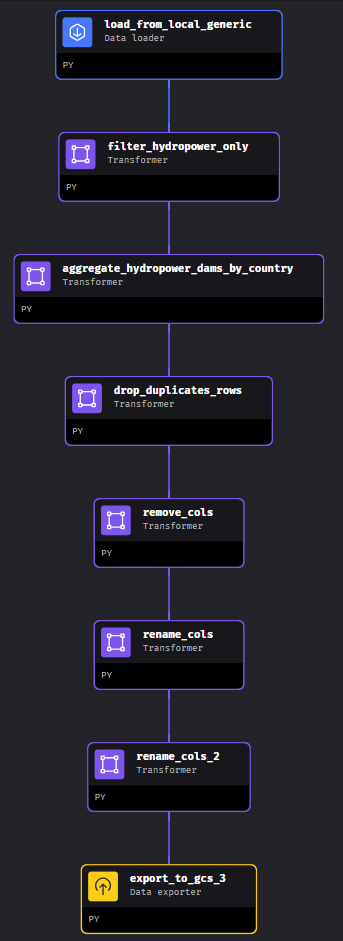 load_from_local_generic
Data loader
PY
filter_hydropower_only
Transformer
PY
aggregate_hydropower_dams_by_country
Transformer
PY
drop_duplicates_rows
Transformer
PY
remove_cols
Transformer
PY
rename_cols
Transformer
PY
rename_cols_2
Transformer
PY
export_to_gcs_3
Data exporter
PY